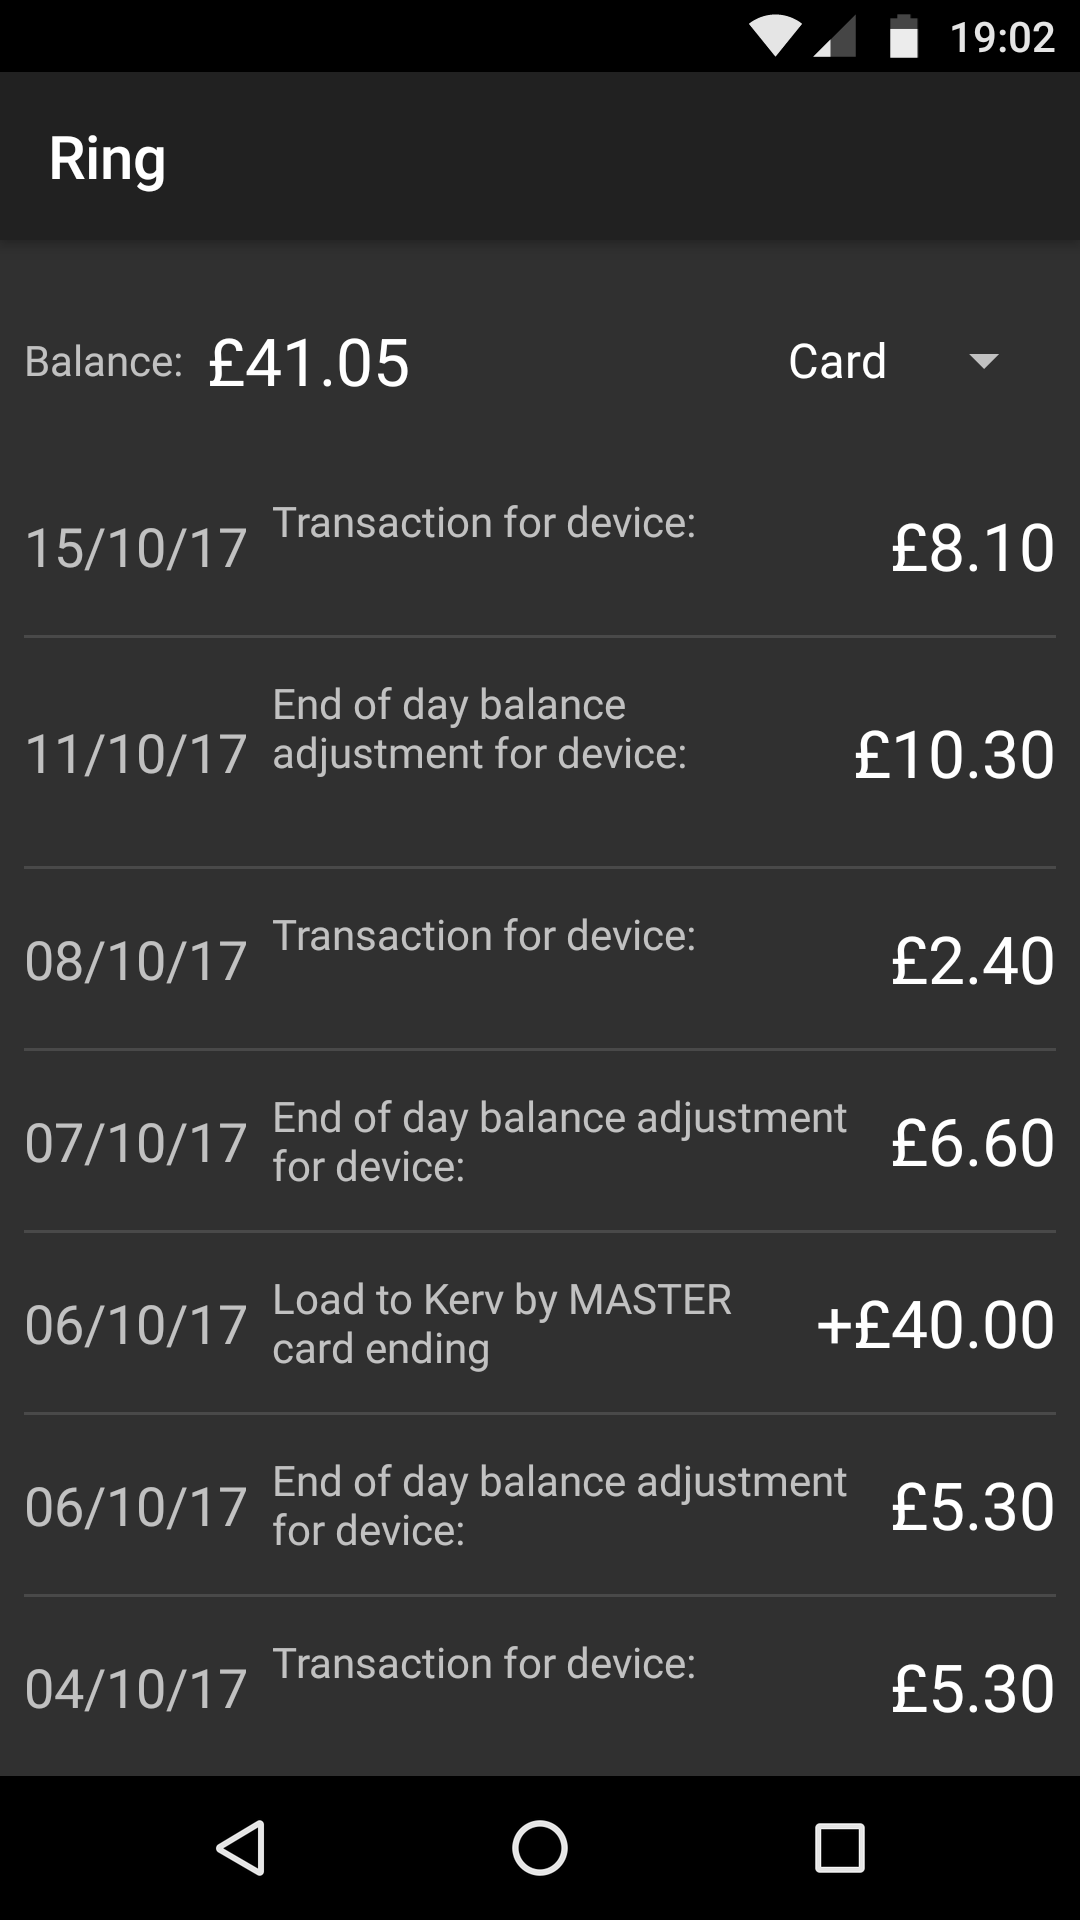 19:02
Ring
Balance: £41.05 Card
15/10/17 Transaction for device: £8.10
End of day balance
11/10/17 adjustment for device: £10.30
08/10/17 Transaction for device: £2.40
07/10/17 End of day balance adjustment £6.60
for device:
06/10/17 Load to Kerv by MASTER +£40.00
card ending
06/10/17 End of day balance adjustment £5.30
for device:
04/10/17 Transaction for device: £5.30